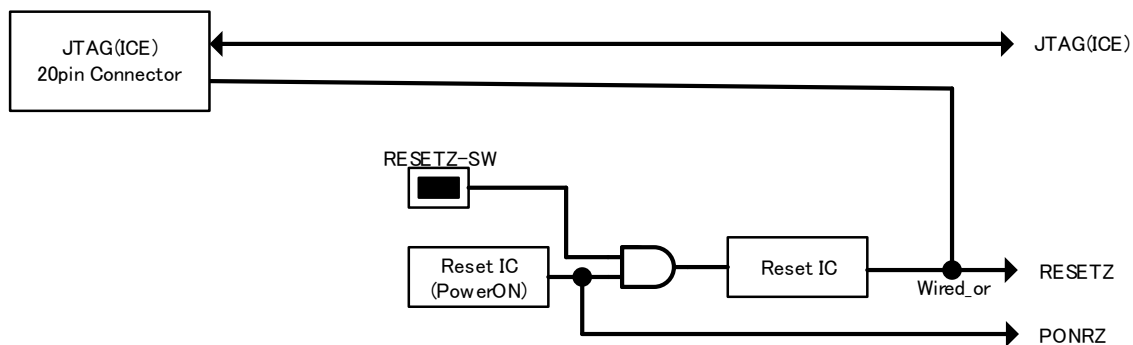 JTAG(ICE)
20pin Connector
JTAG(ICE)
RESETZ-SW
Reset IC
(PowerON)
Reset IC
Wired_or
RESETZ
PONRZ